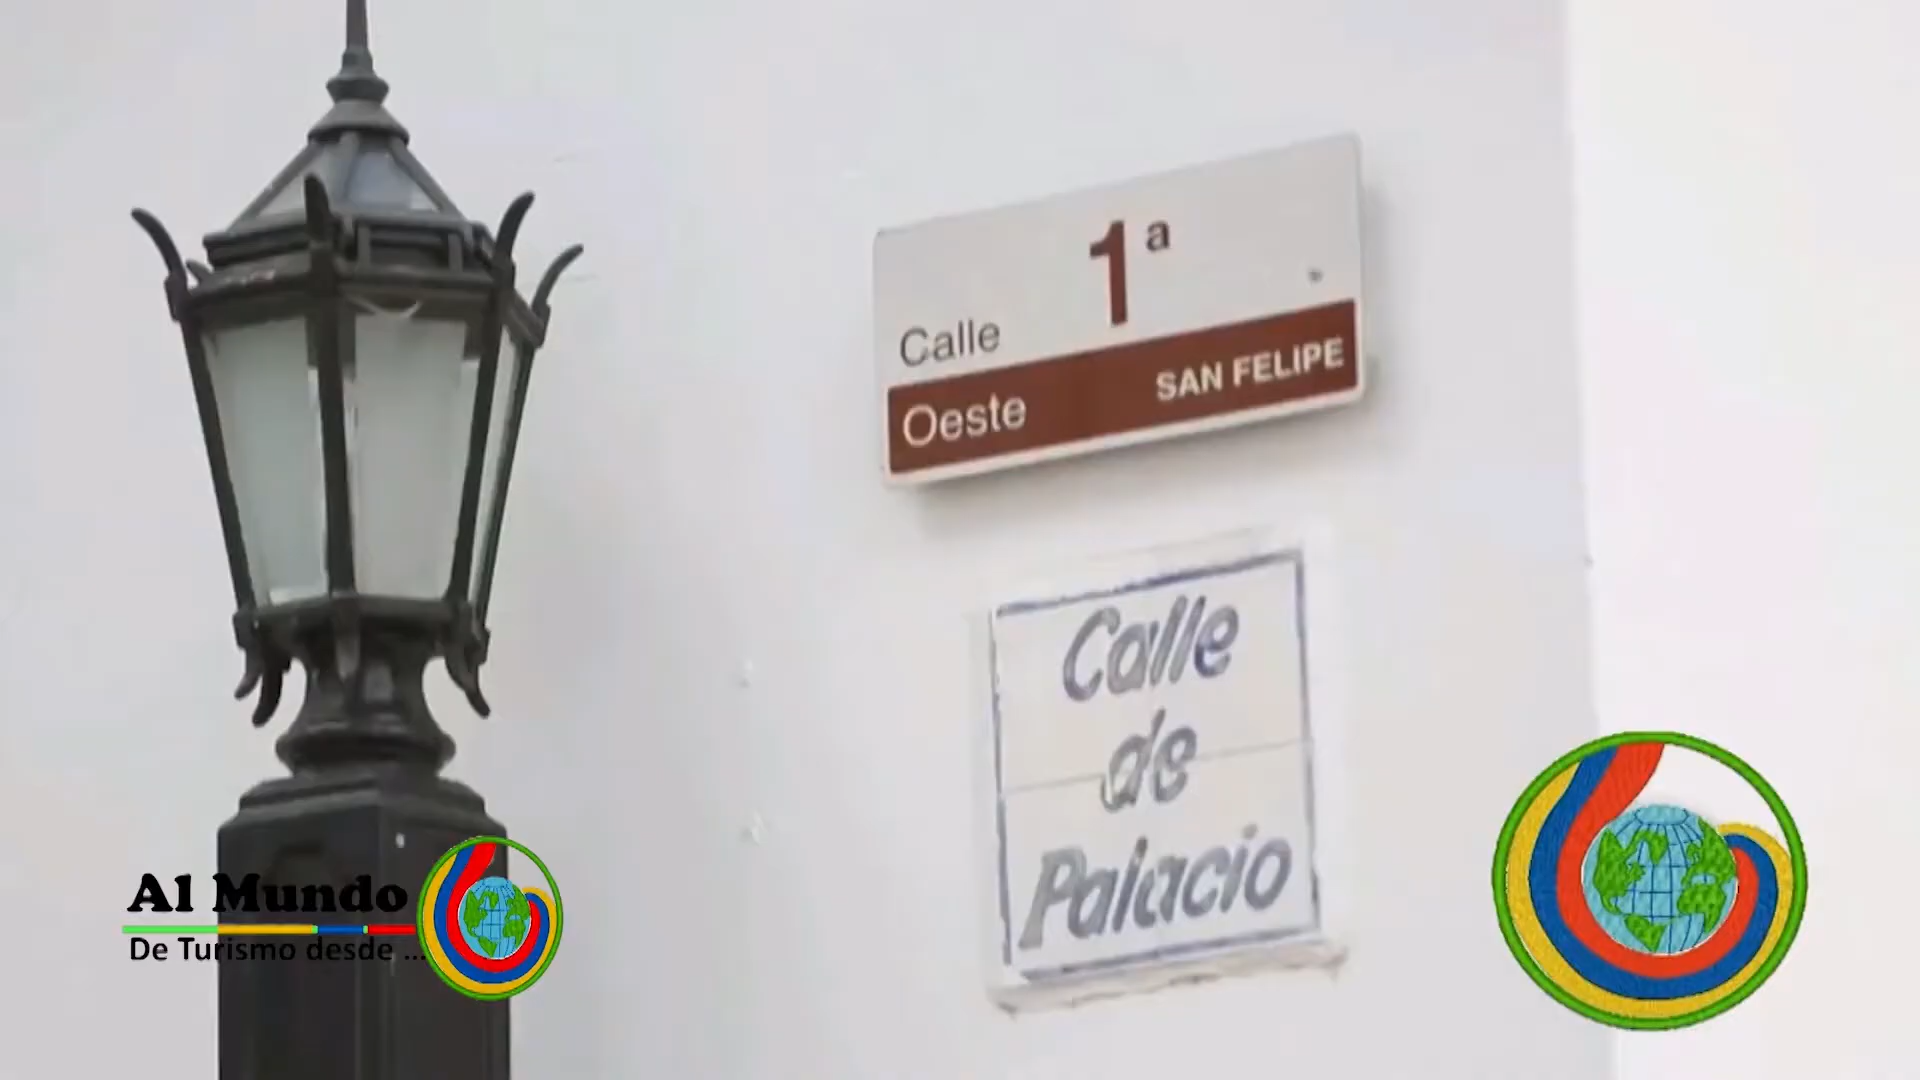 1ª
Calle
SAN FELIPE
Oeste
Calle
de
Palacio
Al Mundo
De Turismo desde ...